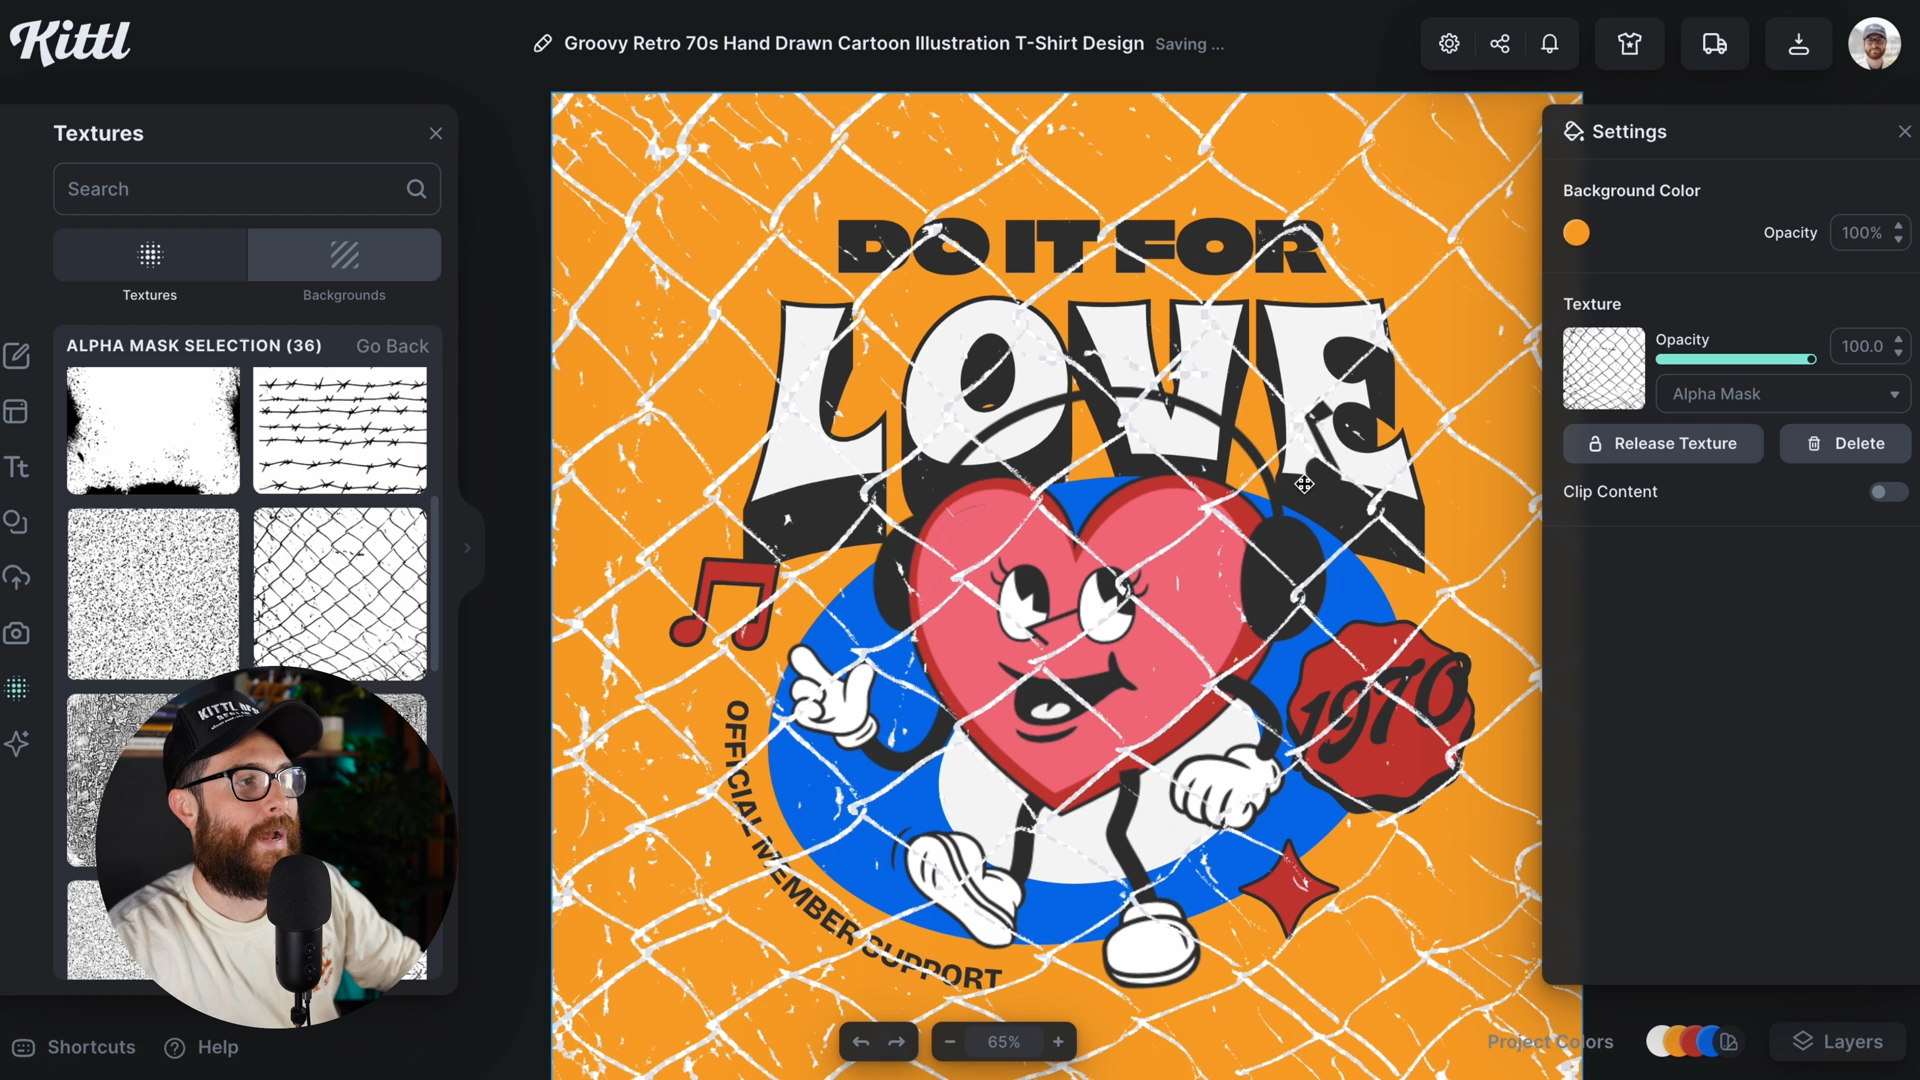 Kittl
Groovy Retro 70s Hand Drawn Cartoon Illustration T-Shirt Design Saving ...
Textures
Search
Textures
Backgrounds
ALPHA MASK SELECTION (36) Go Back
DO IT FOR
LOVE
1970
OFFICIAL MEMBER SUPPORT
Settings
Background Color
Opacity 100%
Texture
Opacity 100.0
Alpha Mask
Release Texture
Delete
Clip Content
Tt
Shortcuts
Help
65%
Project Colors
Layers